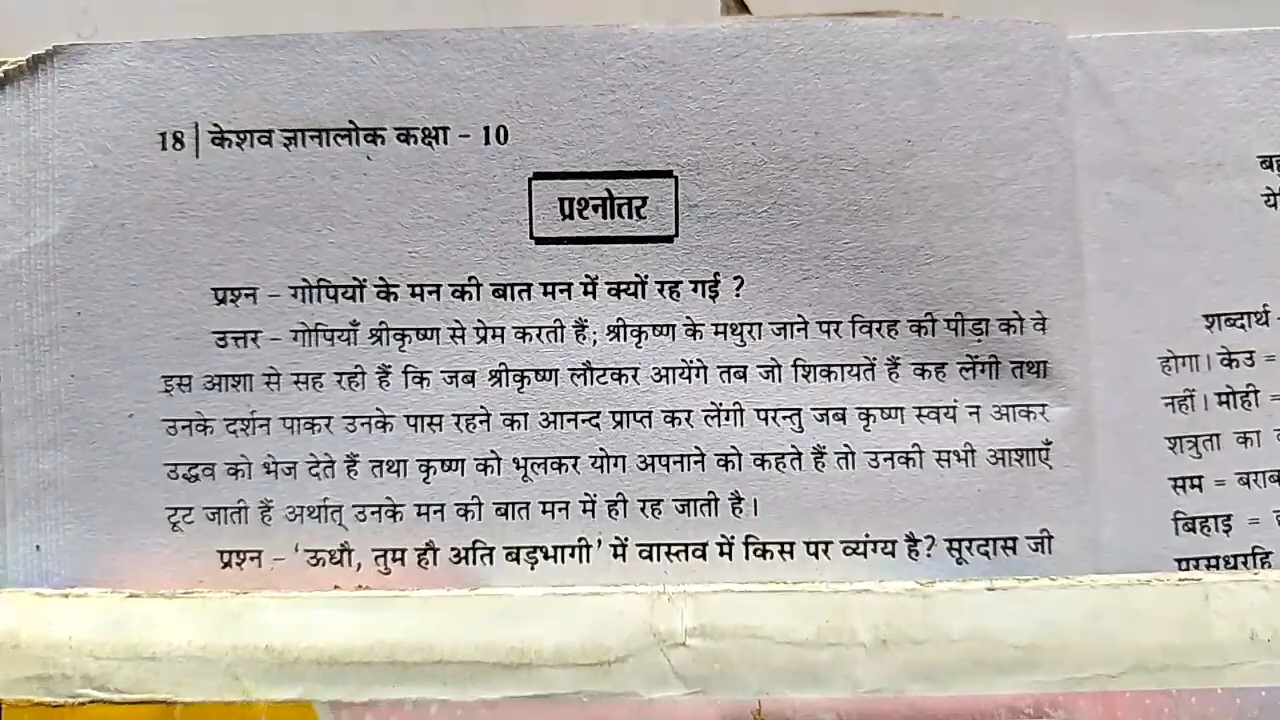 18 | केशव ज्ञानालोक कक्षा - 10
प्रश्नोतर
प्रश्न – गोपियों के मन की बात मन में क्यों रह गई ?
उत्तर – गोपियाँ श्रीकृष्ण से प्रेम करती हैं; श्रीकृष्ण के मथुरा जाने पर विरह की पीड़ा को वे
इस आशा से सह रही हैं कि जब श्रीकृष्ण लौटकर आयेंगे तब जो शिकायतें हैं कह लेंगी तथा
उनके दर्शन पाकर उनके पास रहने का आनन्द प्राप्त कर लेंगी परन्तु जब कृष्ण स्वयं न आकर
उद्धव को भेज देते हैं तथा कृष्ण को भूलकर योग अपनाने को कहते हैं तो उनकी सभी आशाएँ
टूट जाती हैं अर्थात् उनके मन की बात मन में ही रह जाती है।
प्रश्न – 'ऊधौ, तुम हौ अति बड़भागी' में वास्तव में किस पर व्यंग्य है? सूरदास जी
ये
शब्दार्थ
होगा। केउ =
नहीं। मोही =
शत्रुता का
सम = बराब
बिहाइ =